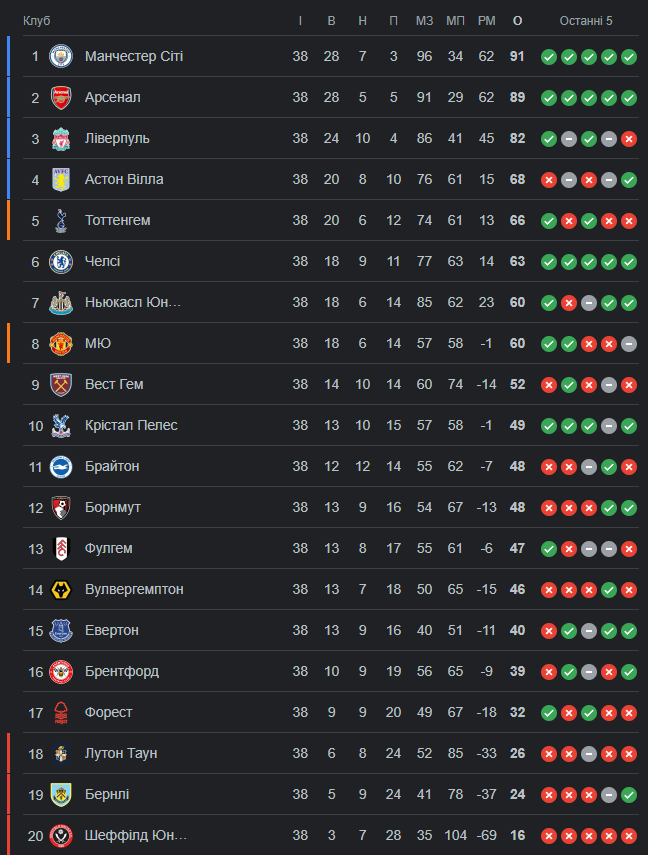 Клуб І В Н П МЗ МП РМ О Останні 5
1 Манчестер Сіті 38 28 7 3 96 34 62 91
2 Арсенал 38 28 5 5 91 29 62 89
3 Ліверпуль 38 24 10 4 86 41 45 82
4 Астон Вілла 38 20 8 10 76 61 15 68
5 Тоттенгем 38 20 6 12 74 61 13 66
6 Челсі 38 18 9 11 77 63 14 63
7 Ньюкасл Юн... 38 18 6 14 85 62 23 60
8 МЮ 38 18 6 14 57 58 -1 60
9 Вест Гем 38 14 10 14 60 74 -14 52
10 Крістал Пелес 38 13 10 15 57 58 -1 49
11 Брайтон 38 12 12 14 55 62 -7 48
12 Борнмут 38 13 9 16 54 67 -13 48
13 Фулгем 38 13 8 17 55 61 -6 47
14 Вулвергемптон 38 13 7 18 50 65 -15 46
15 Евертон 38 13 9 16 40 51 -11 40
16 Брентфорд 38 10 9 19 56 65 -9 39
17 Форест 38 9 9 20 49 67 -18 32
18 Лутон Таун 38 6 8 24 52 85 -33 26
19 Бернлі 38 5 9 24 41 78 -37 24
20 Шеффілд Юн... 38 3 7 28 35 104 -69 16